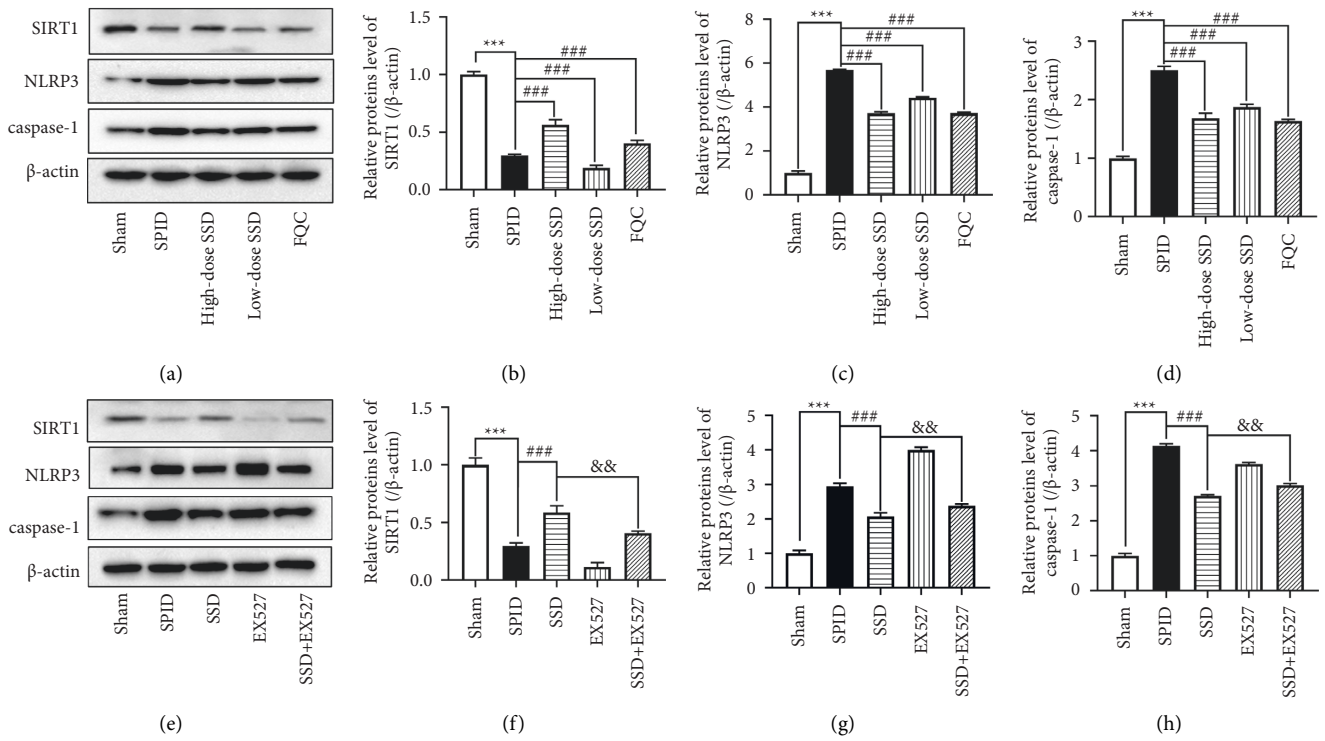 SIRT1
NLRP3
caspase-1
β-actin
Sham
SPID
High-dose SSD
Low-dose SSD
FQC
(a)
Relative proteins level of
SIRT1 (/β-actin)
1.5
1.0
0.5
0.0
***
###
###
###
Sham
SPID
High-dose SSD
Low-dose SSD
FQC
(b)
Relative proteins level of
NLRP3 (/β-actin)
8
6
4
2
0
***
###
###
###
Sham
SPID
High-dose SSD
Low-dose SSD
FQC
(c)
Relative proteins level of
caspase-1 (/β-actin)
3
2
1
0
***
###
###
###
Sham
SPID
High-dose SSD
Low-dose SSD
FQC
(d)
SIRT1
NLRP3
caspase-1
β-actin
Sham
SPID
SSD
EX527
SSD+EX527
(e)
Relative proteins level of
SIRT1 (/β-actin)
1.5
1.0
0.5
0.0
***
###
&&
Sham
SPID
SSD
EX527
SSD+EX527
(f)
Relative proteins level of
NLRP3 (/β-actin)
5
4
3
2
1
0
***
###
&&
Sham
SPID
SSD
EX527
SSD+EX527
(g)
Relative proteins level of
caspase-1 (/β-actin)
5
4
3
2
1
0
***
###
&&
Sham
SPID
SSD
EX527
SSD+EX527
(h)